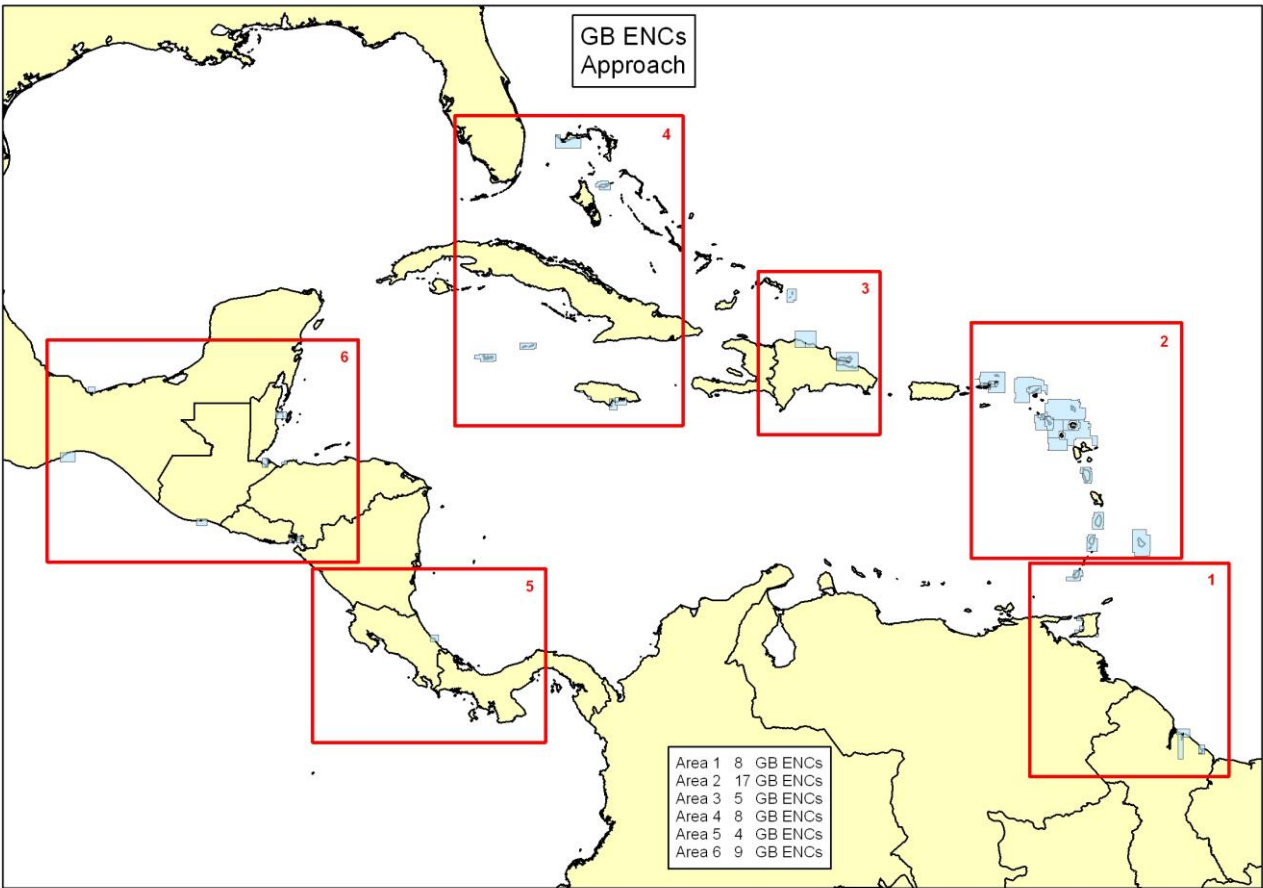 GB ENCs
Approach
4
3
2
6
5
1
Area 1 8 GB ENCs
Area 2 17 GB ENCs
Area 3 5 GB ENCs
Area 4 8 GB ENCs
Area 5 4 GB ENCs
Area 6 9 GB ENCs